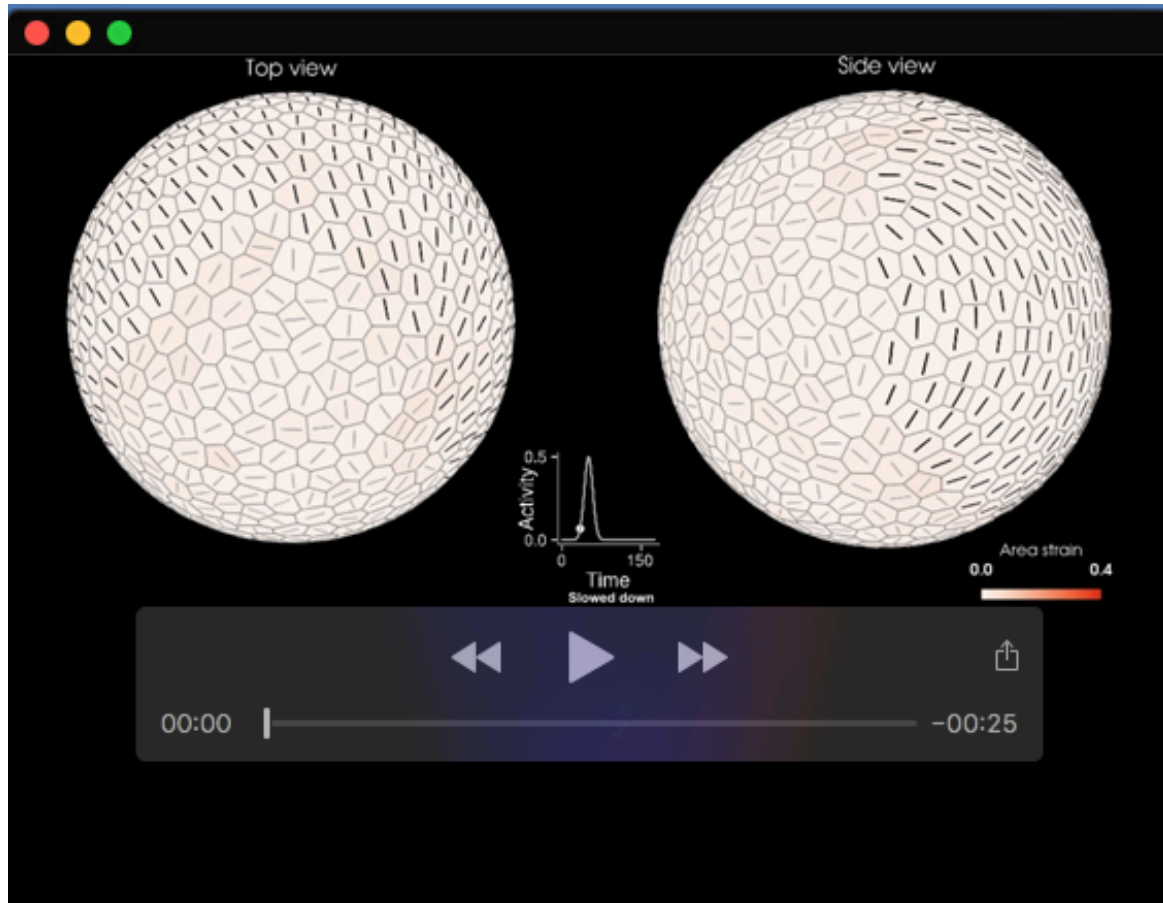 Top view
Side view
0.5
Activity
0.0
0
150
Time
Slowed down
Area strain
0.0
0.4
00:00
-00:25